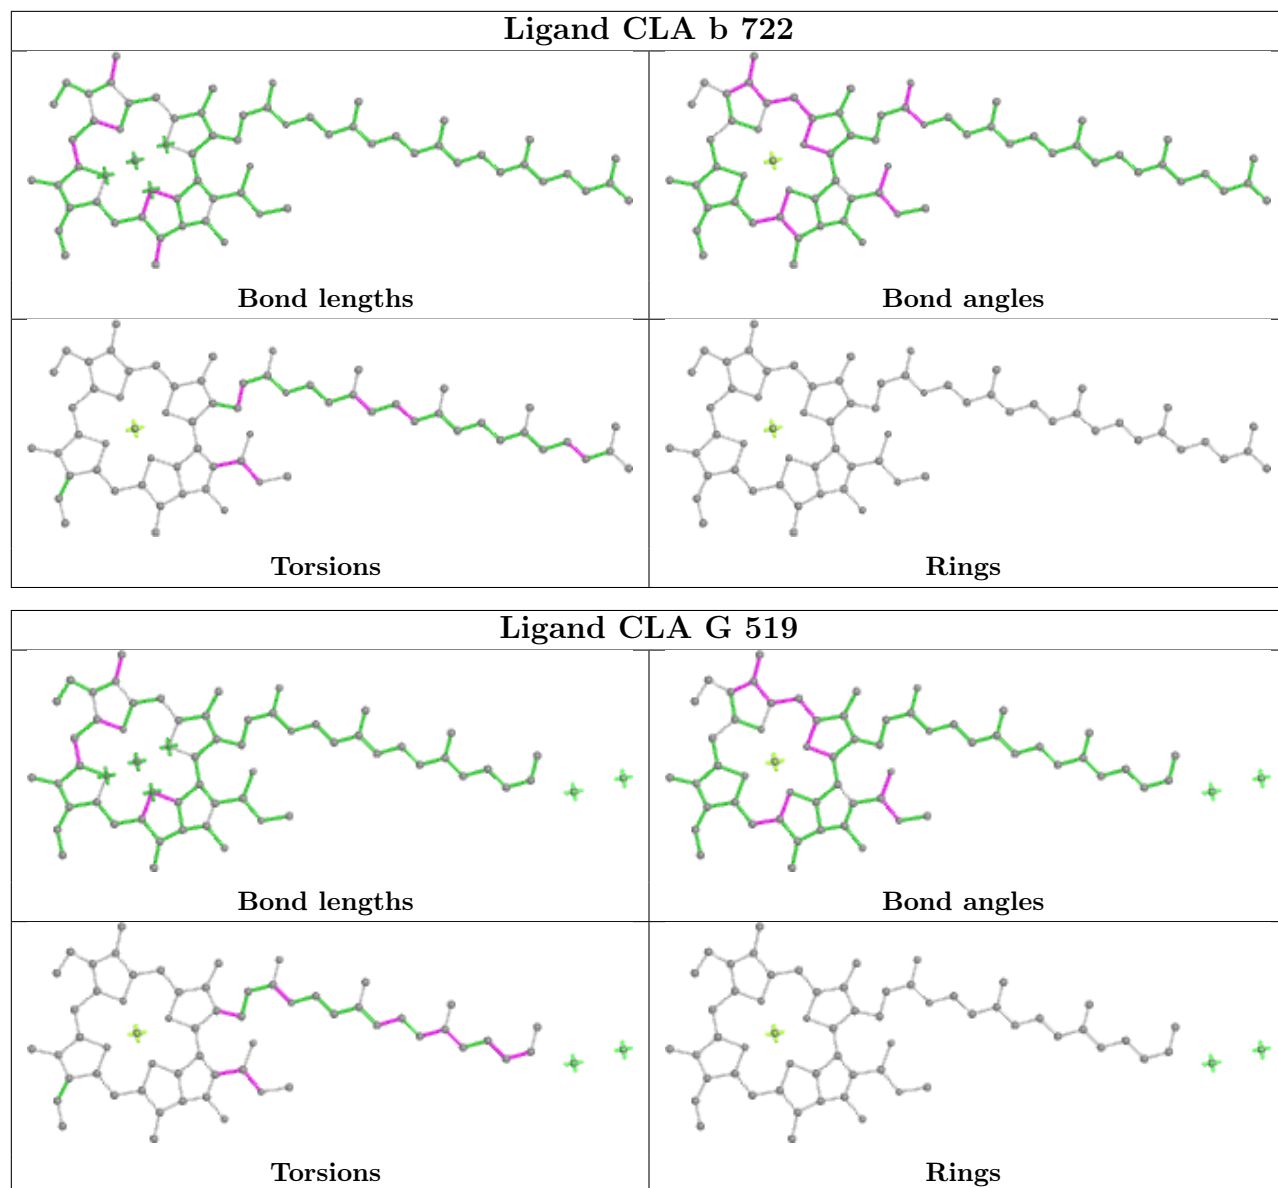 Ligand CLA b 722
Bond lengths
Bond angles
Torsions
Rings
Ligand CLA G 519
Bond lengths
Bond angles
Torsions
Rings